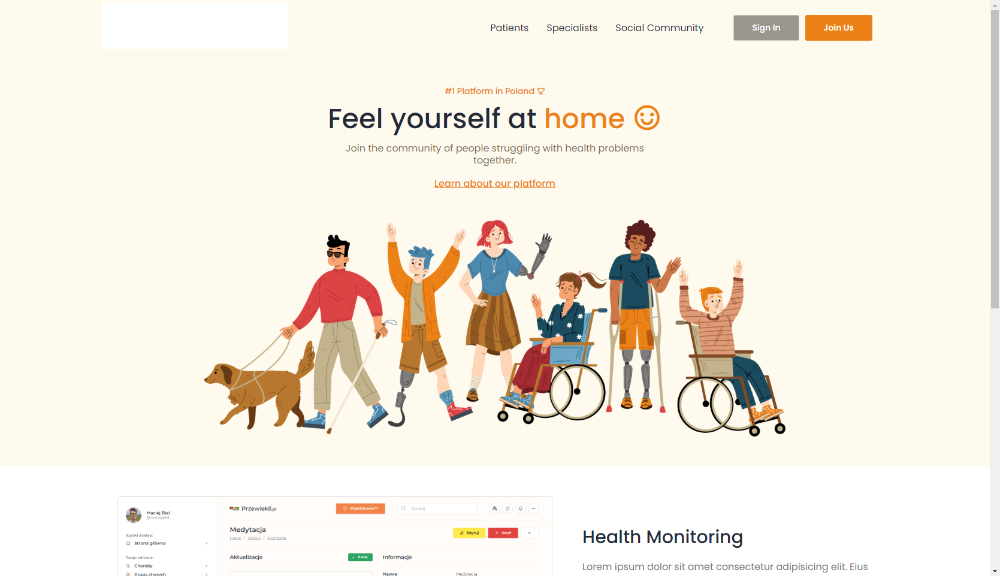 Patients Specialists Social Community Sign In Join Us
#1 Platform in Poland
Feel yourself at home
Join the community of people struggling with health problems
together.
Learn about our platform
Maciej Biel
@maciejbiel
Szybki dostęp:
Strona główna
Twoje zdrowie:
Choroby
Grupy chorych
Przewlekli.pl
MojeZdrowie™
Szukaj
Medytacja
Home / Terapie / Medytacja
Edytuj
Usuń
Aktualizacje
Dodaj
Informacje
Nazwa Medytacja
Health Monitoring
Lorem ipsum dolor sit amet consectetur adipisicing elit. Eius